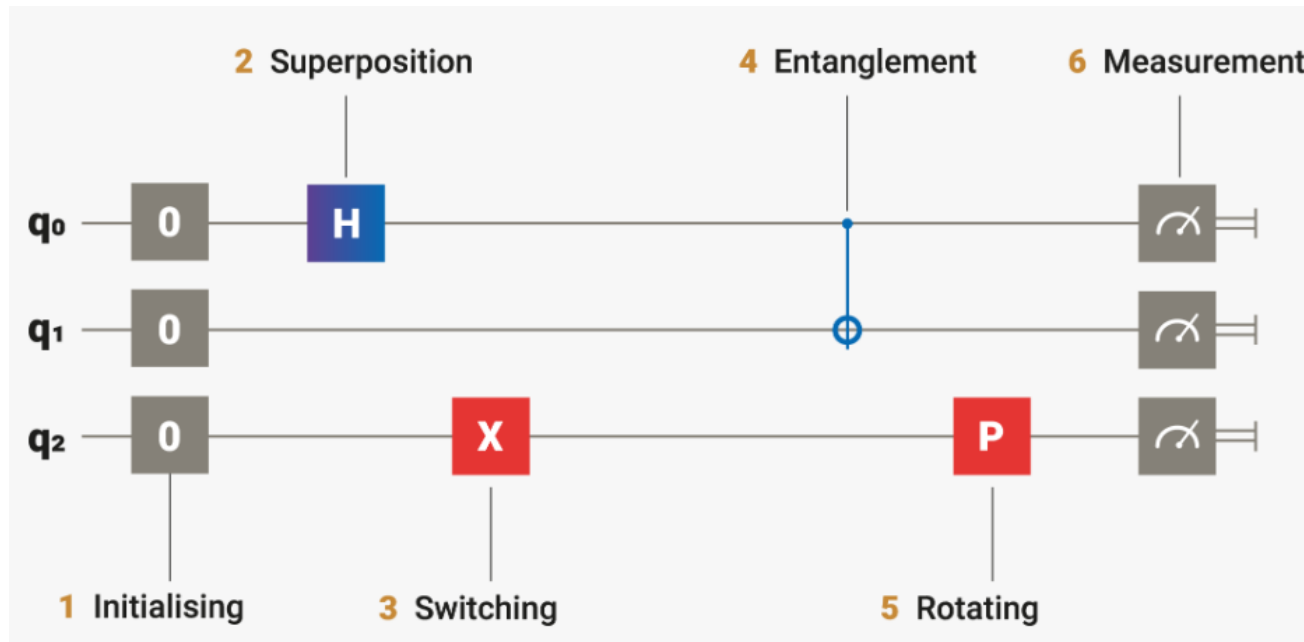 2 Superposition
4 Entanglement
6 Measurement
q₀ 0 H
q₁ 0
q₂ 0 X P
1 Initialising
3 Switching
5 Rotating